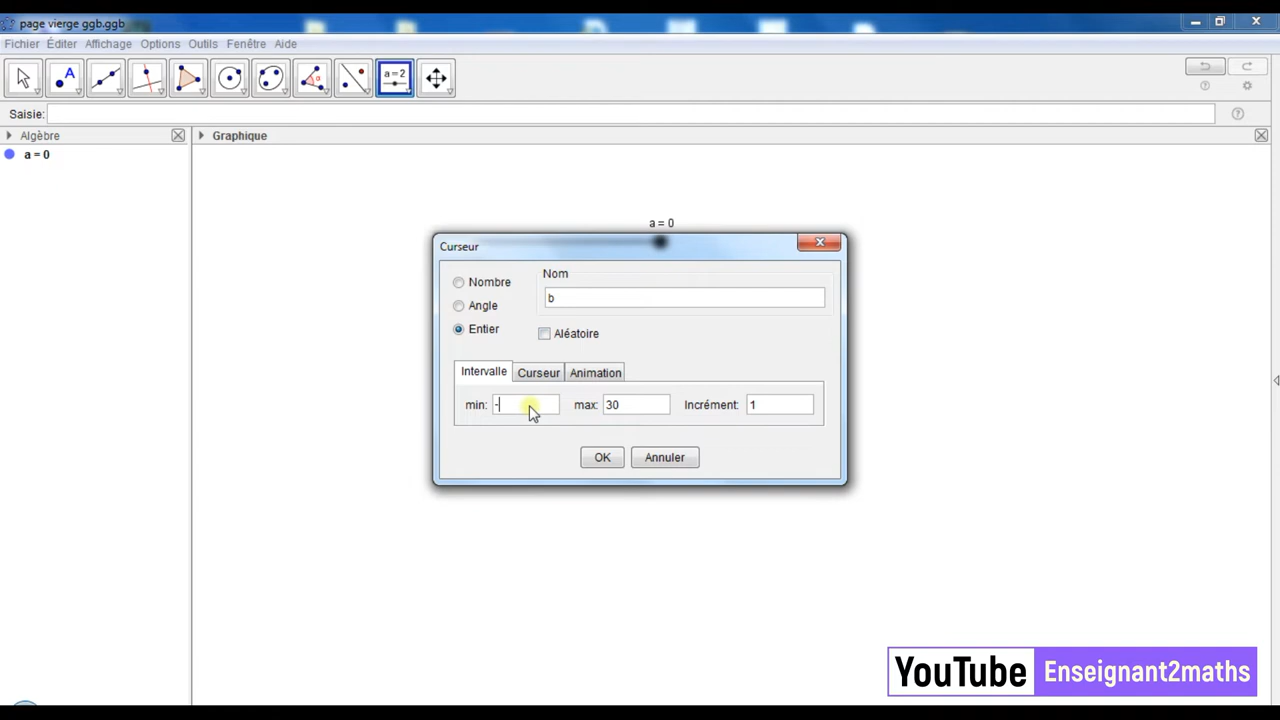 page vierge ggb.ggb
Fichier Éditer Affichage Options Outils Fenêtre Aide
A
a = 2
Saisie:
Algèbre
Graphique
a = 0
a = 0
Curseur
Nombre
Nom
b
Angle
Entier
Aléatoire
Intervalle Curseur Animation
min: - max: 30 Incrément: 1
OK Annuler
YouTube Enseignant2maths